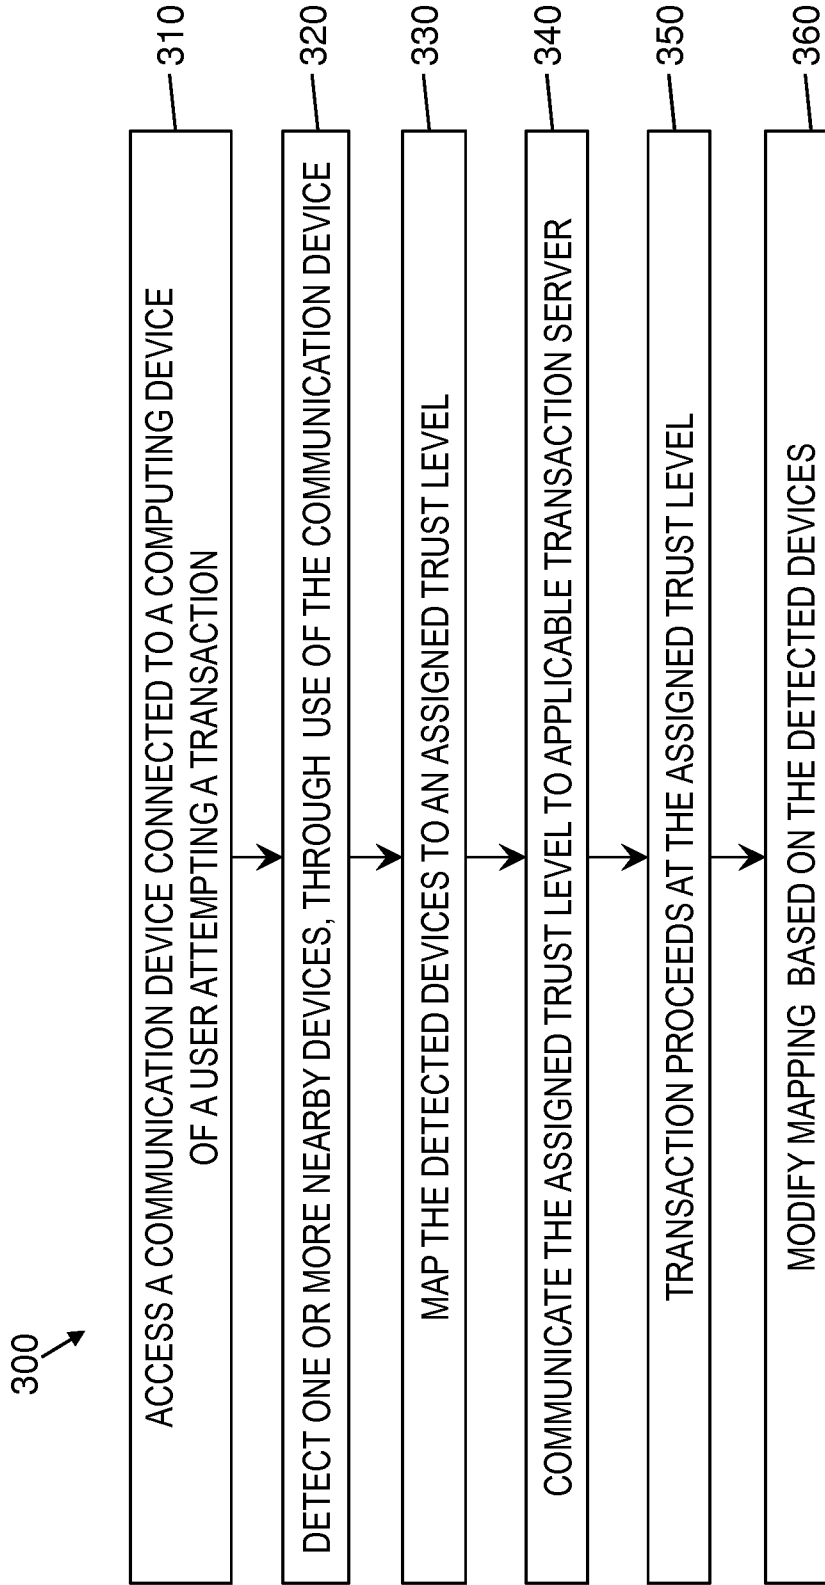 300
ACCESS A COMMUNICATION DEVICE CONNECTED TO A COMPUTING DEVICE
OF A USER ATTEMPTING A TRANSACTION
310
DETECT ONE OR MORE NEARBY DEVICES, THROUGH USE OF THE COMMUNICATION DEVICE
320
MAP THE DETECTED DEVICES TO AN ASSIGNED TRUST LEVEL
330
COMMUNICATE THE ASSIGNED TRUST LEVEL TO APPLICABLE TRANSACTION SERVER
340
TRANSACTION PROCEEDS AT THE ASSIGNED TRUST LEVEL
350
MODIFY MAPPING BASED ON THE DETECTED DEVICES
360